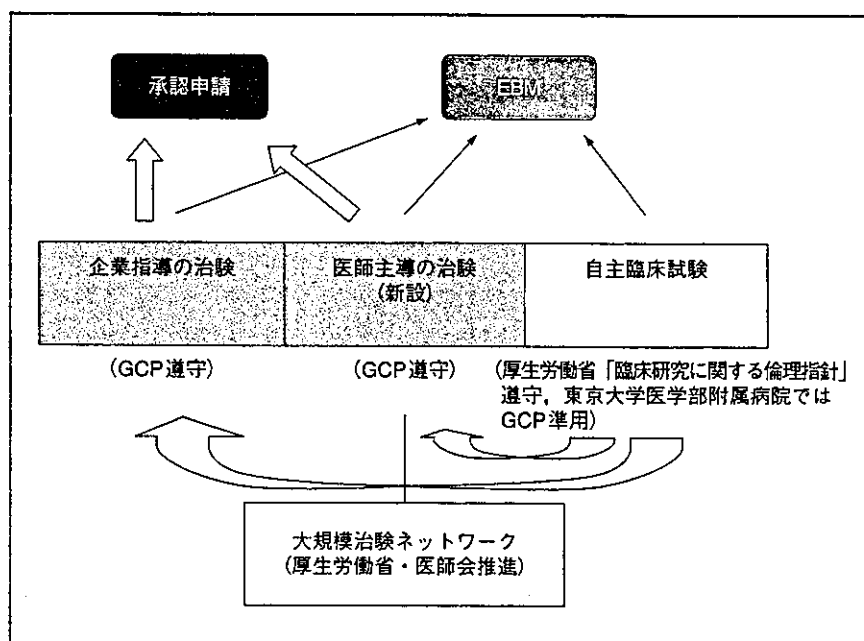 承認申請
EBM
企業指導の治験
医師主導の治験
(新設)
自主臨床試験
(GCP遵守)
(GCP遵守)
(厚生労働省「臨床研究に関する倫理指針」
遵守，東京大学医学部附属病院では
GCP準用)
大規模治験ネットワーク
(厚生労働省・医師会推進)